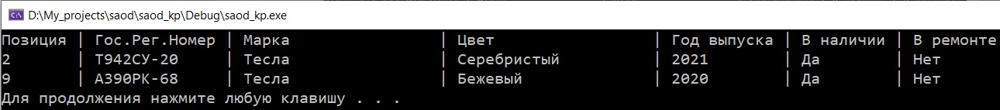 D:\My_projects\saod\saod_kp\Debug\saod_kp.exe
Позиция | Гос.Рег.Номер | Марка | Цвет | Год выпуска | В наличии | В ремонте
2 | Т942СУ-20 | Тесла | Серебристый | 2021 | Да | Нет
9 | А390РК-68 | Тесла | Бежевый | 2020 | Да | Нет
Для продолжения нажмите любую клавишу . . .